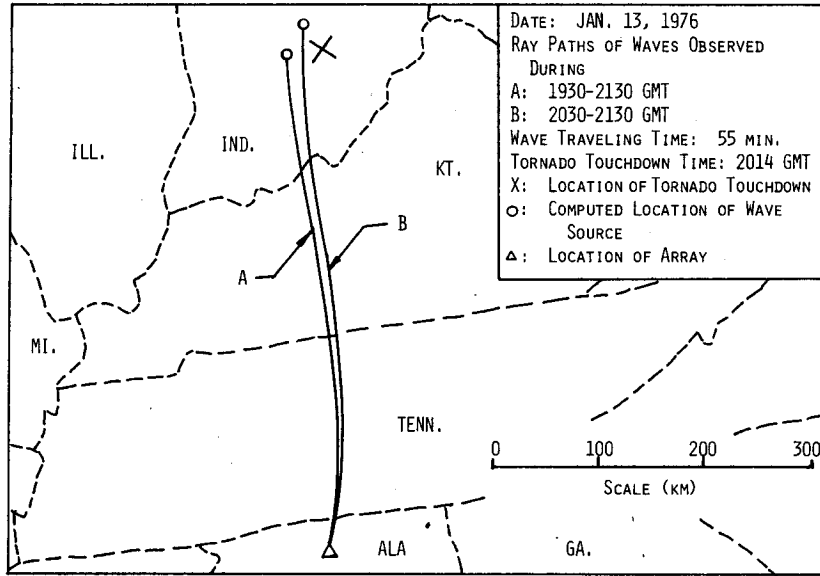 DATE: JAN. 13, 1976
RAY PATHS OF WAVES OBSERVED
DURING
A: 1930-2130 GMT
B: 2030-2130 GMT
WAVE TRAVELING TIME: 55 MIN.
TORNADO TOUCHDOWN TIME: 2014 GMT
X: LOCATION OF TORNADO TOUCHDOWN
O: COMPUTED LOCATION OF WAVE
SOURCE
Δ: LOCATION OF ARRAY
ILL.
IND.
KT.
B
A
MI.
TENN.
0 100 200 300
SCALE (KM)
ALA
GA.